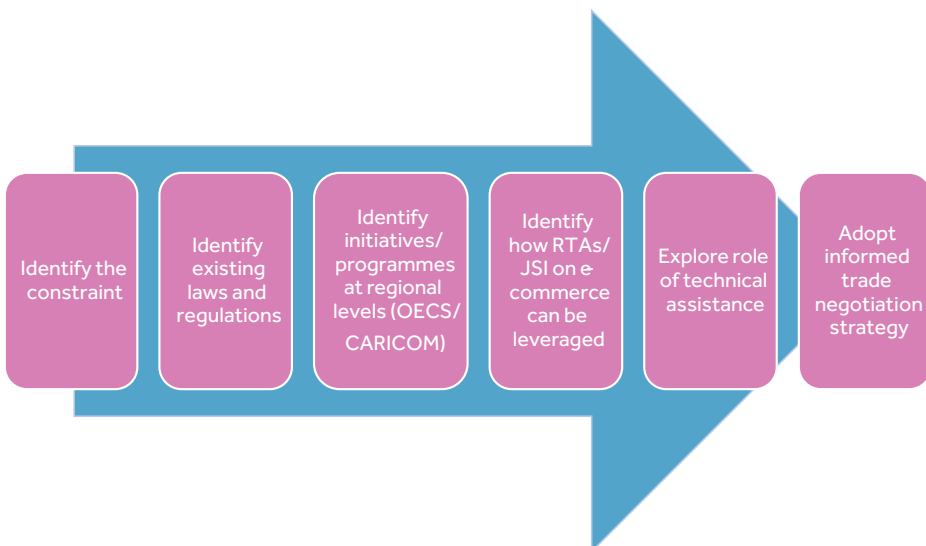 Identify the
constraint
Identify
existing
laws and
regulations
Identify
initiatives/
programmes
at regional
levels (OECS/
CARICOM)
Identify
how RTAs/
JSI on e-
commerce
can be
leveraged
Explore role
of technical
assistance
Adopt
informed
trade
negotiation
strategy